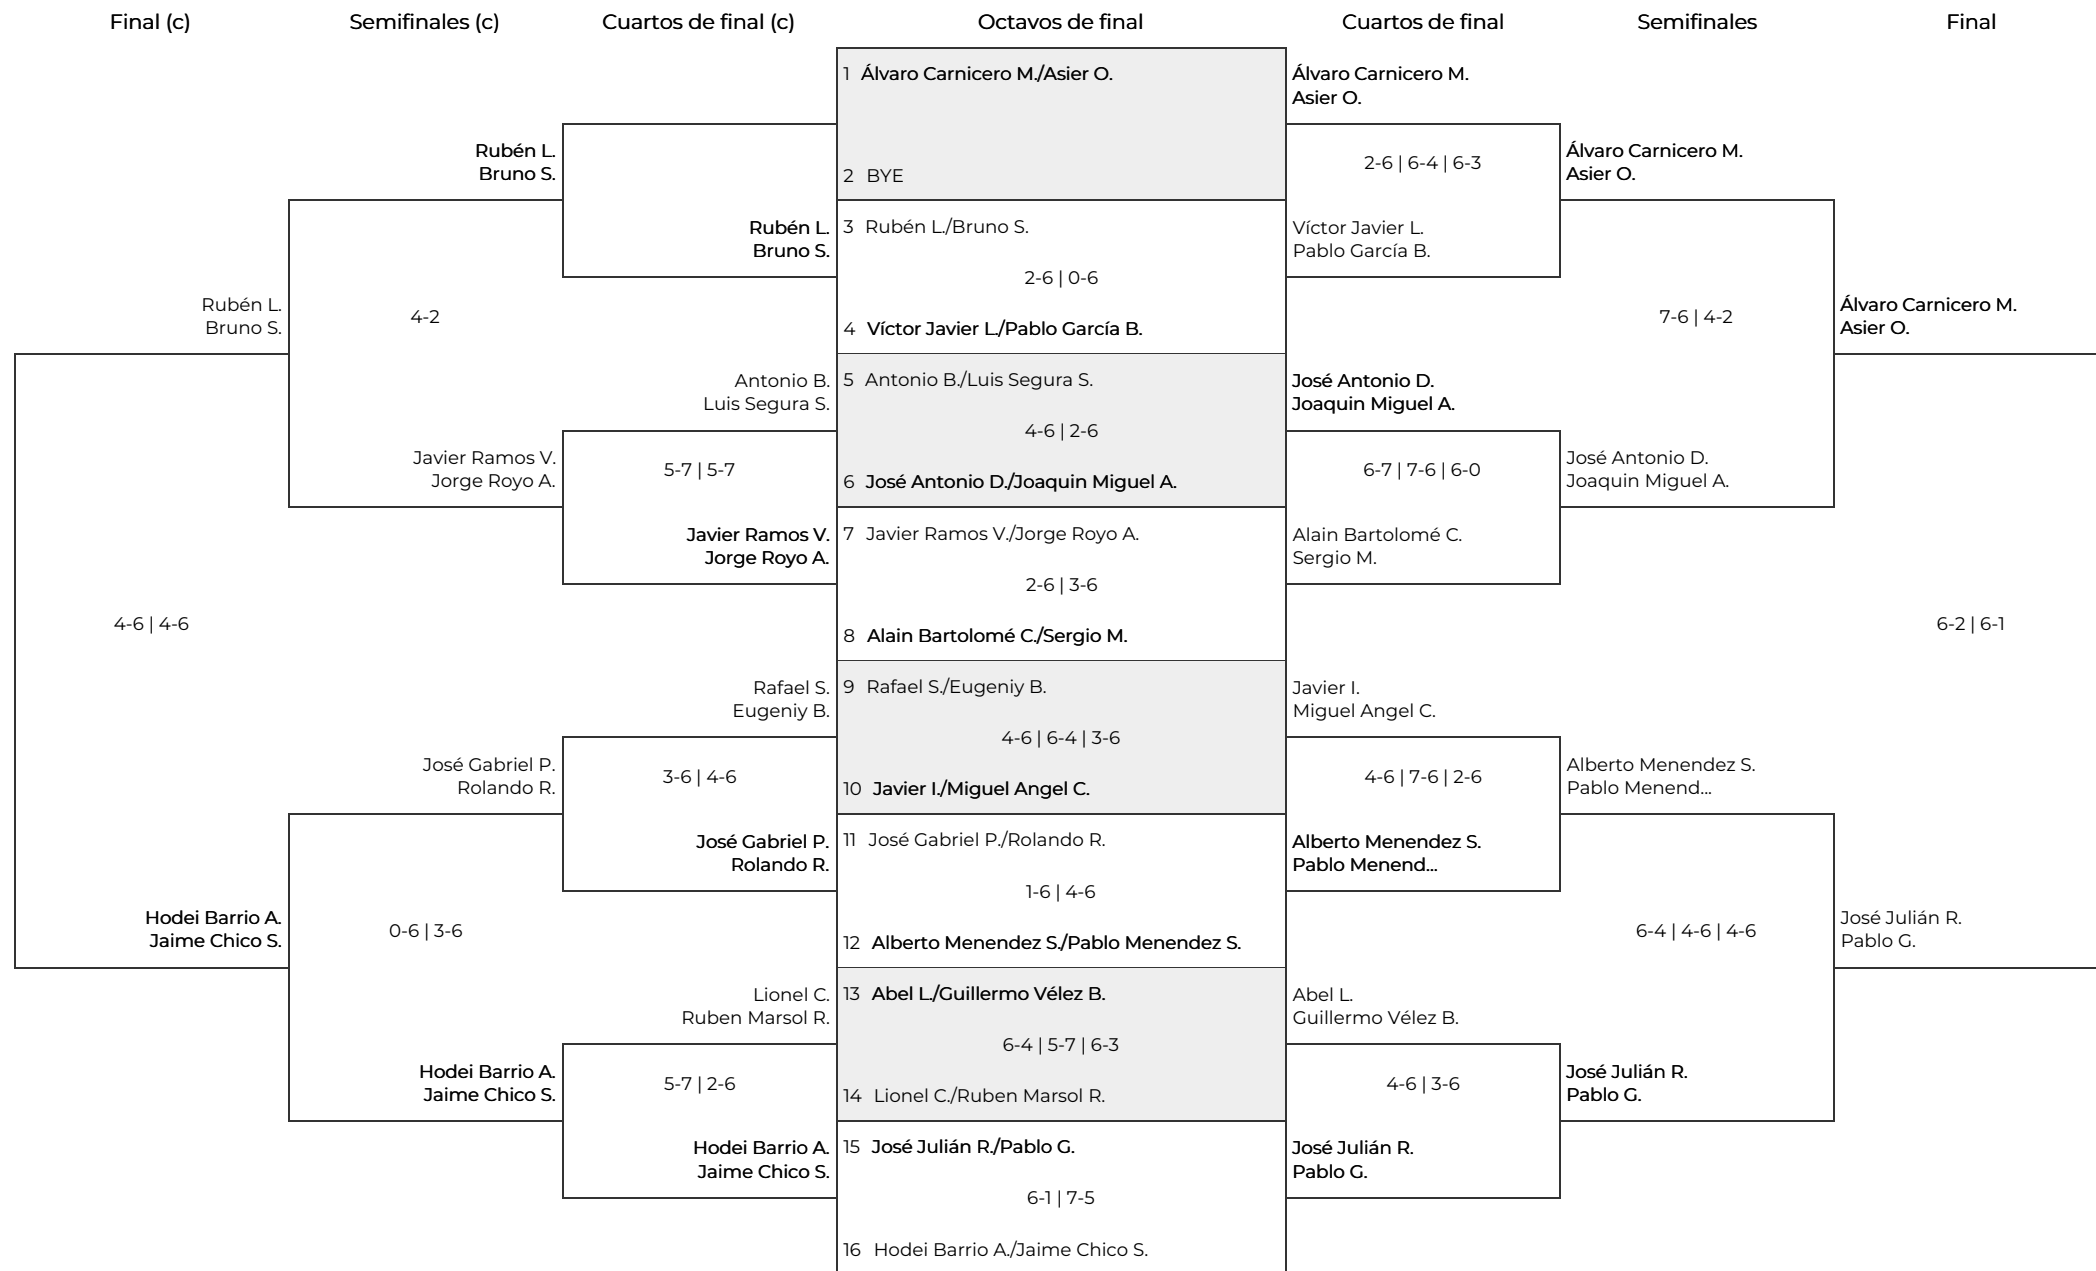 Final (c)
Semifinales (c)
Cuartos de final (c)
Octavos de final
Cuartos de final
Semifinales
Final
Rubén L.
Bruno S.
Hodei Barrio A.
Jaime Chico S.
4-6 | 4-6
Rubén L.
Bruno S.
4-2
Javier Ramos V.
Jorge Royo A.
José Gabriel P.
Rolando R.
0-6 | 3-6
Hodei Barrio A.
Jaime Chico S.
Rubén L.
Bruno S.
Antonio B.
Luis Segura S.
5-7 | 5-7
Javier Ramos V.
Jorge Royo A.
Rafael S.
Eugeniy B.
3-6 | 4-6
José Gabriel P.
Rolando R.
Lionel C.
Ruben Marsol R.
5-7 | 2-6
Hodei Barrio A.
Jaime Chico S.
1 Álvaro Carnicero M./Asier O.
2 BYE
3 Rubén L./Bruno S.
2-6 | 0-6
4 Víctor Javier L./Pablo García B.
5 Antonio B./Luis Segura S.
4-6 | 2-6
6 José Antonio D./Joaquin Miguel A.
7 Javier Ramos V./Jorge Royo A.
2-6 | 3-6
8 Alain Bartolomé C./Sergio M.
9 Rafael S./Eugeniy B.
4-6 | 6-4 | 3-6
10 Javier I./Miguel Angel C.
11 José Gabriel P./Rolando R.
1-6 | 4-6
12 Alberto Menendez S./Pablo Menendez S.
13 Abel L./Guillermo Vélez B.
6-4 | 5-7 | 6-3
14 Lionel C./Ruben Marsol R.
15 José Julián R./Pablo G.
6-1 | 7-5
16 Hodei Barrio A./Jaime Chico S.
Álvaro Carnicero M.
Asier O.
2-6 | 6-4 | 6-3
Víctor Javier L.
Pablo García B.
José Antonio D.
Joaquin Miguel A.
6-7 | 7-6 | 6-0
Alain Bartolomé C.
Sergio M.
Javier I.
Miguel Angel C.
4-6 | 7-6 | 2-6
Alberto Menendez S.
Pablo Menend...
Abel L.
Guillermo Vélez B.
4-6 | 3-6
José Julián R.
Pablo G.
Álvaro Carnicero M.
Asier O.
7-6 | 4-2
José Antonio D.
Joaquin Miguel A.
Alberto Menendez S.
Pablo Menend...
6-4 | 4-6 | 4-6
José Julián R.
Pablo G.
Álvaro Carnicero M.
Asier O.
6-2 | 6-1
José Julián R.
Pablo G.